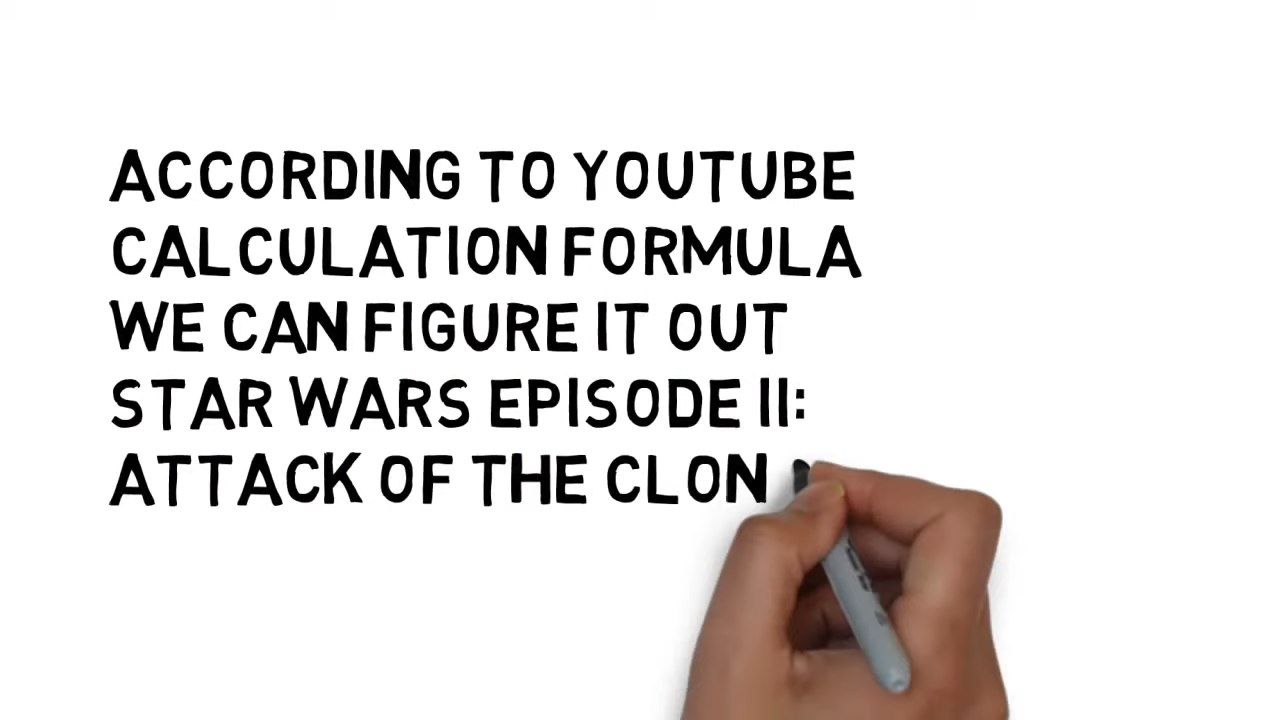 ACCORDING TO YOUTUBE
CALCULATION FORMULA
WE CAN FIGURE IT OUT
STAR WARS EPISODE II:
ATTACK OF THE CLON